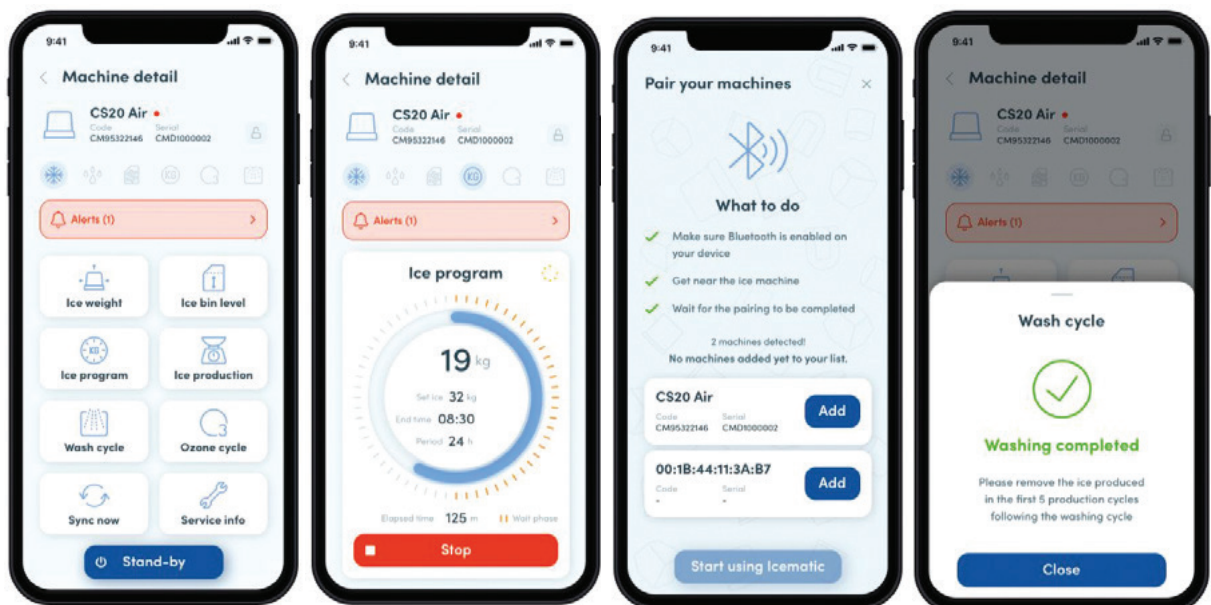 9:41
Machine detail
CS20 Air
Code Serial
CM95322146 CMD1000002
KG
Alerts (1)
Ice weight Ice bin level
KG
Ice program Ice production
3
Wash cycle Ozone cycle
Sync now Service info
Stand-by
9:41
Machine detail
CS20 Air
Code Serial
CM95322146 CMD1000002
KG
Alerts (1)
Ice program
19 kg
Set ice 32 kg
End time 08:30
Period 24 h
Elapsed time 125 m Wait phase
Stop
9:41
Pair your machines
What to do
Make sure Bluetooth is enabled on
your device
Get near the ice machine
Wait for the pairing to be completed
2 machines detected!
No machines added yet to your list.
CS20 Air
Code Serial
CM95322146 CMD1000002
Add
00:1B:44:11:3A:B7
Code Serial
- -
Add
Start using Icematic
9:41
Machine detail
CS20 Air
Code Serial
CM95322146 CMD1000002
KG
Alerts (1)
Wash cycle
Washing completed
Please remove the ice produced
in the first 5 production cycles
following the washing cycle
Close